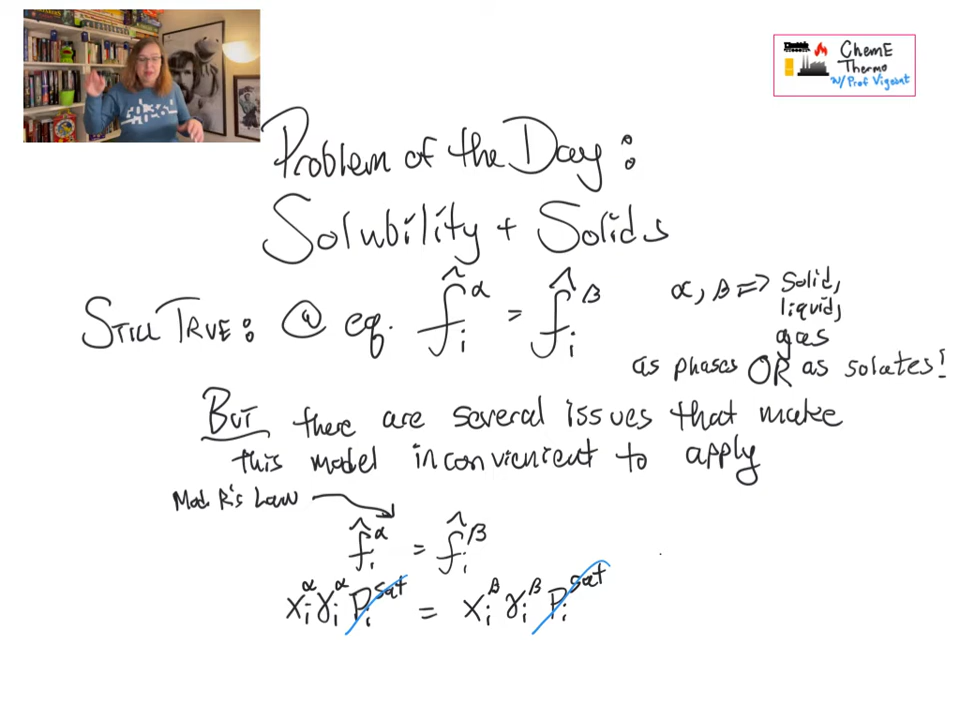 ChemE
Thermo
w/Prof Vigeant
Problem of the Day:
Solubility + Solids
STILL TRUE: @ eq. f̂ᵢ^α = f̂ᵢ^β
α, β => Solid,
liquid,
gas
as phases OR as solates!
BUT there are several issues that make
this model inconvienient to apply
Mod. R's Law
f̂ᵢ^α = f̂ᵢ^β
xᵢ^α γᵢ^α Pᵢ^sat = xᵢ^β γᵢ^β Pᵢ^sat